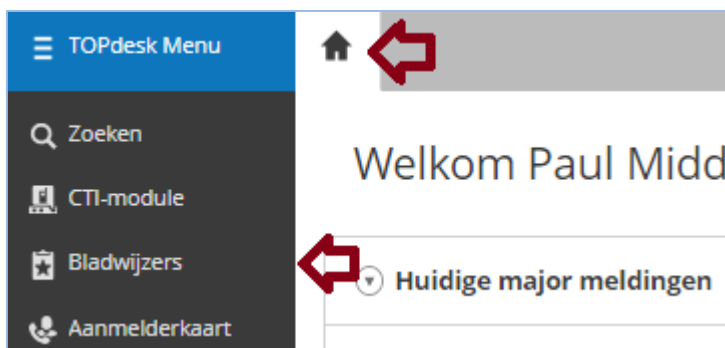 TOPdesk Menu
Zoeken
CTI-module
Bladwijzers
Aanmelderkaart
Welkom Paul Midd
Huidige major meldingen